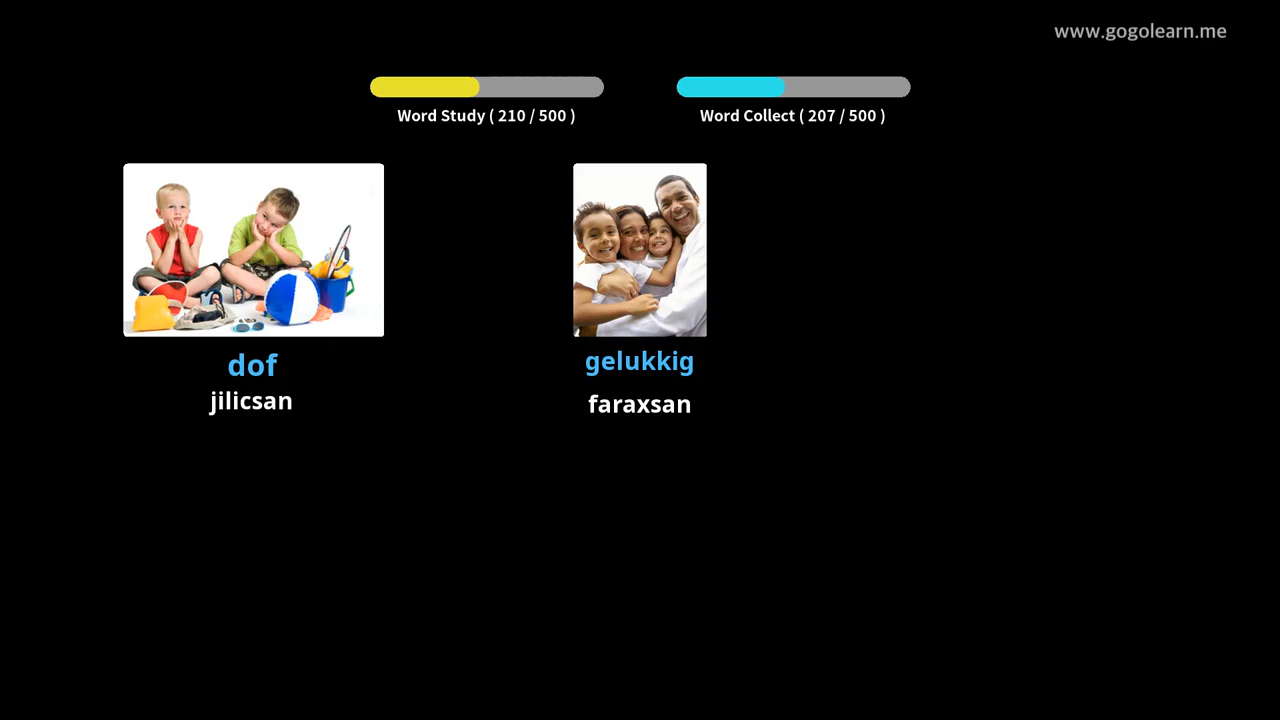 www.gogolearn.me
Word Study ( 210 / 500 )
Word Collect ( 207 / 500 )
dof
jilicsan
gelukkig
faraxsan